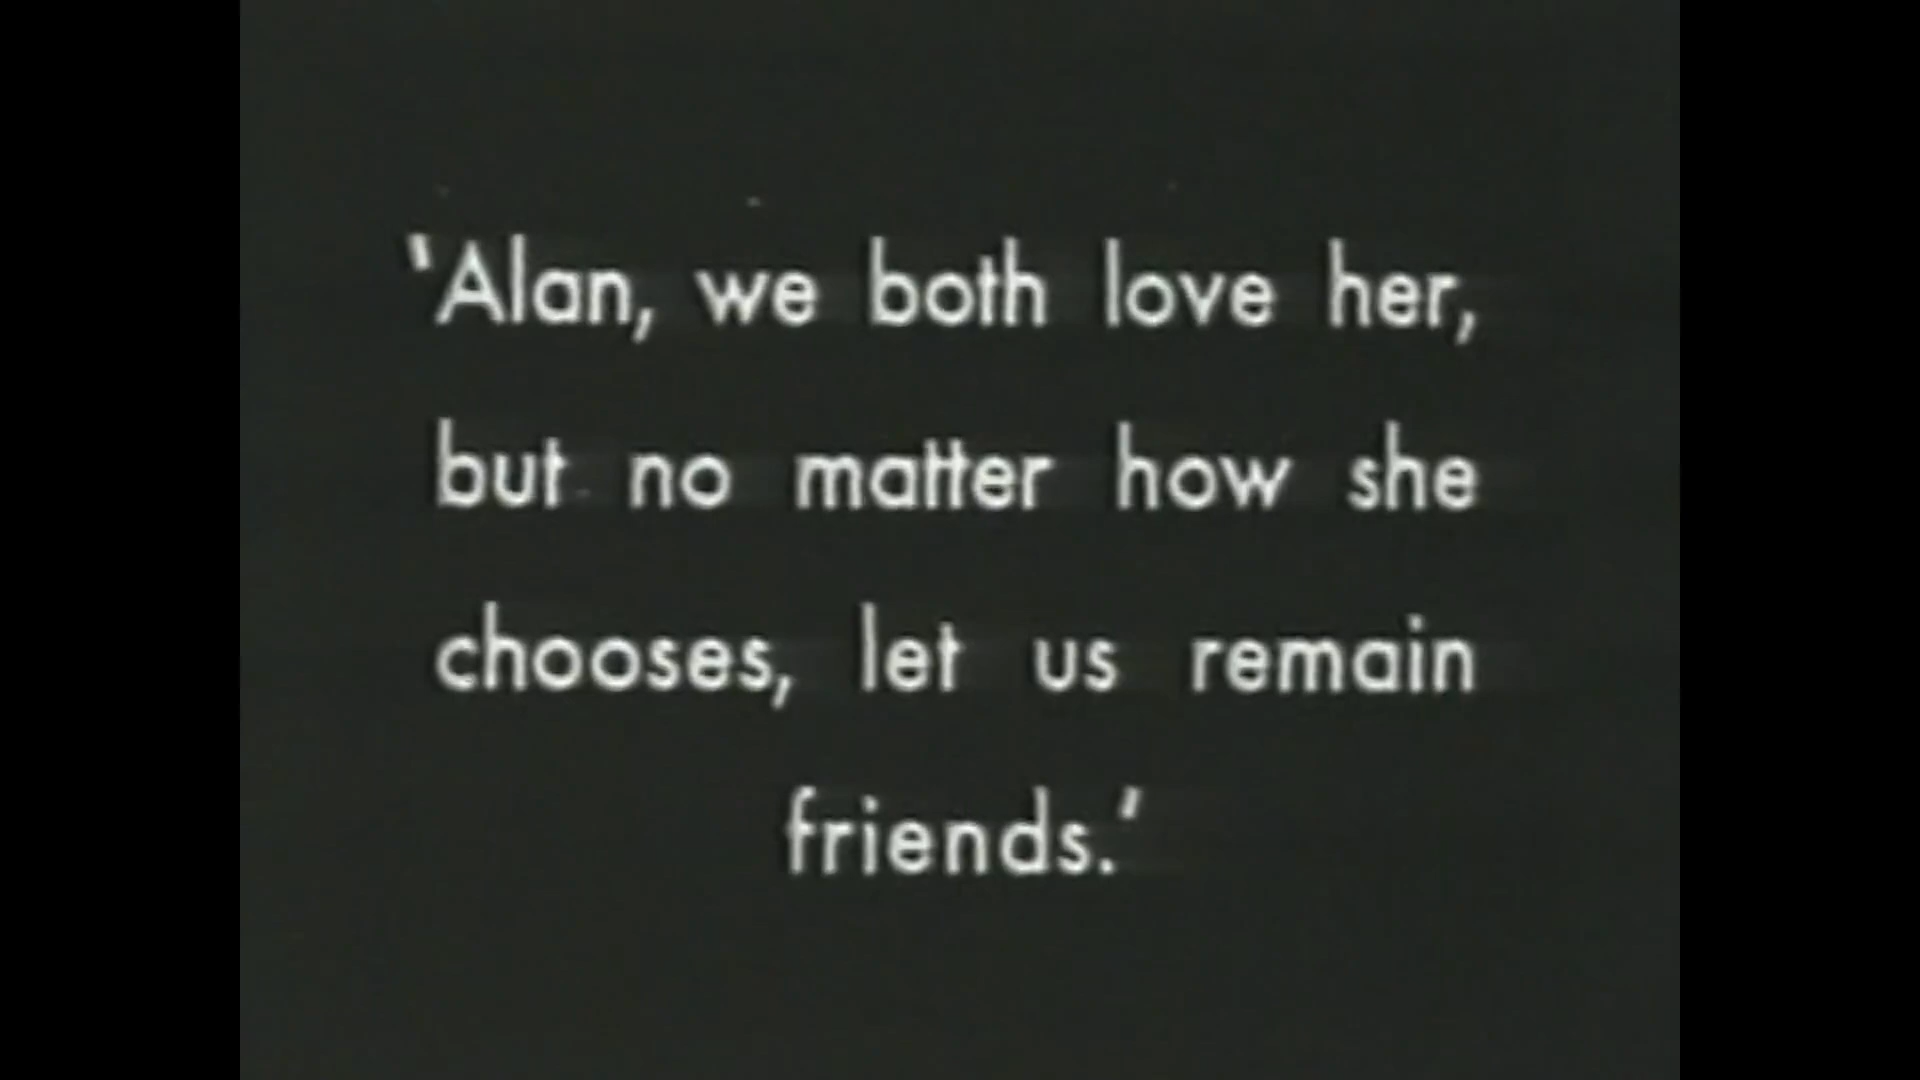 'Alan, we both love her,
but no matter how she
chooses, let us remain
friends.'